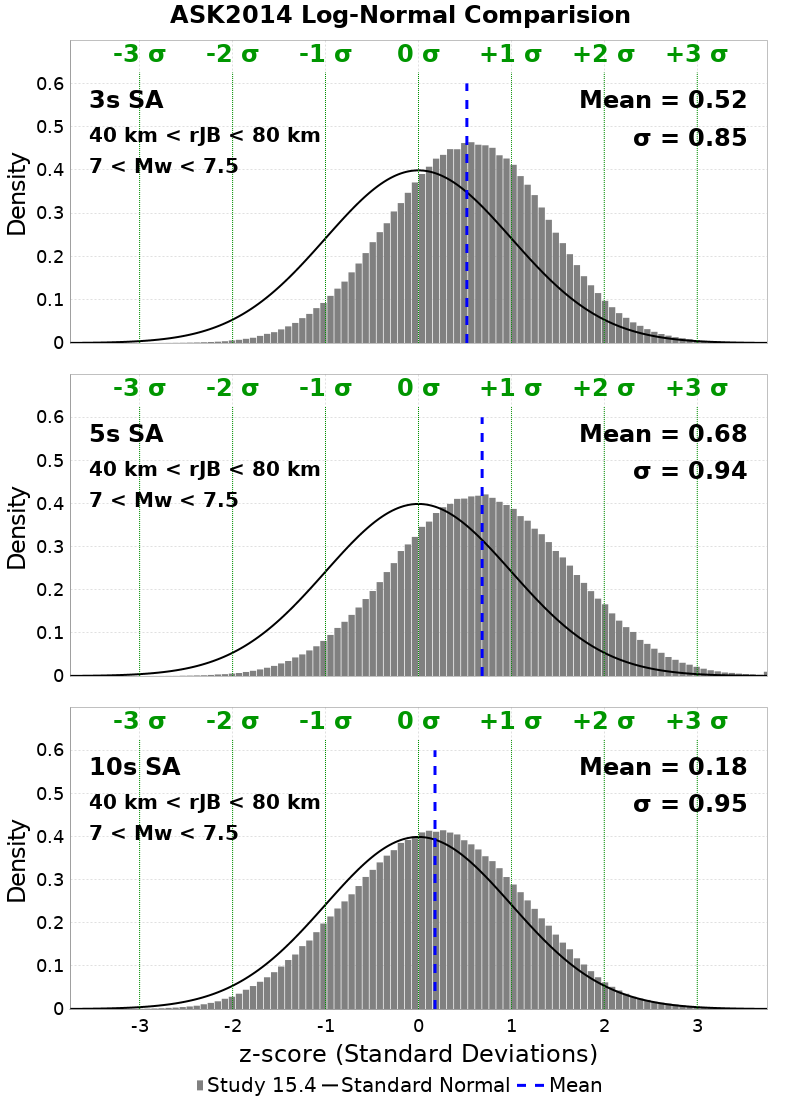 ASK2014 Log-Normal Comparision
-3 σ -2 σ -1 σ 0 σ +1 σ +2 σ +3 σ
3s SA
40 km < rJB < 80 km
7 < Mw < 7.5
Mean = 0.52
σ = 0.85
0.6
0.5
0.4
0.3
0.2
0.1
0
Density
-3 σ -2 σ -1 σ 0 σ +1 σ +2 σ +3 σ
5s SA
40 km < rJB < 80 km
7 < Mw < 7.5
Mean = 0.68
σ = 0.94
0.6
0.5
0.4
0.3
0.2
0.1
0
Density
-3 σ -2 σ -1 σ 0 σ +1 σ +2 σ +3 σ
10s SA
40 km < rJB < 80 km
7 < Mw < 7.5
Mean = 0.18
σ = 0.95
0.6
0.5
0.4
0.3
0.2
0.1
0
Density
-3 -2 -1 0 1 2 3
z-score (Standard Deviations)
Study 15.4 Standard Normal Mean